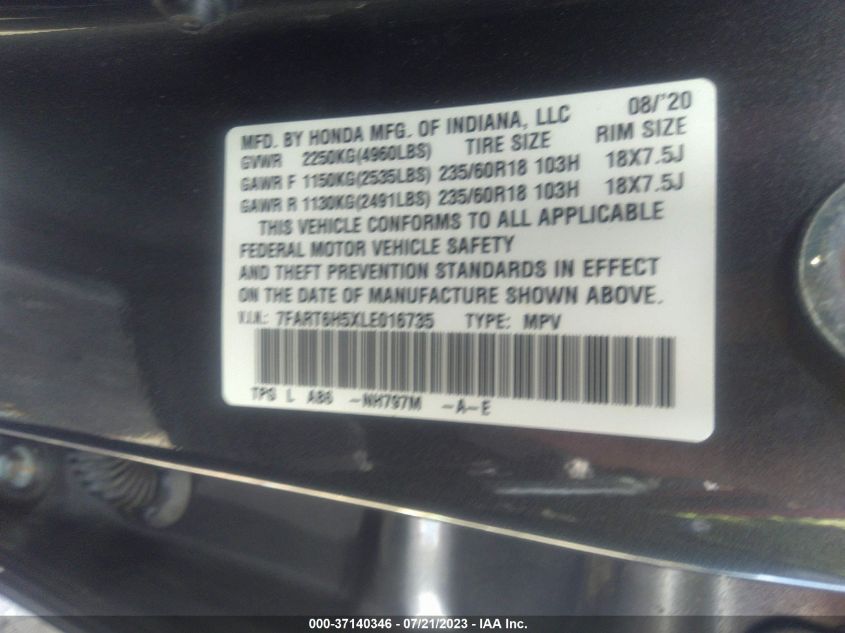 08/'20
MFD. BY HONDA MFG. OF INDIANA, LLC
GVWR 2250KG(4960LBS) TIRE SIZE RIM SIZE
GAWR F 1150KG(2535LBS) 235/60R18 103H 18X7.5J
GAWR R 1130KG(2491LBS) 235/60R18 103H 18X7.5J
THIS VEHICLE CONFORMS TO ALL APPLICABLE
FEDERAL MOTOR VEHICLE SAFETY
AND THEFT PREVENTION STANDARDS IN EFFECT
ON THE DATE OF MANUFACTURE SHOWN ABOVE.
V.I.N.: 7FART6H5XLE016735 TYPE: MPV
TPG L A86 -NH797M -A-E
000-37140346 - 07/21/2023 - IAA Inc.